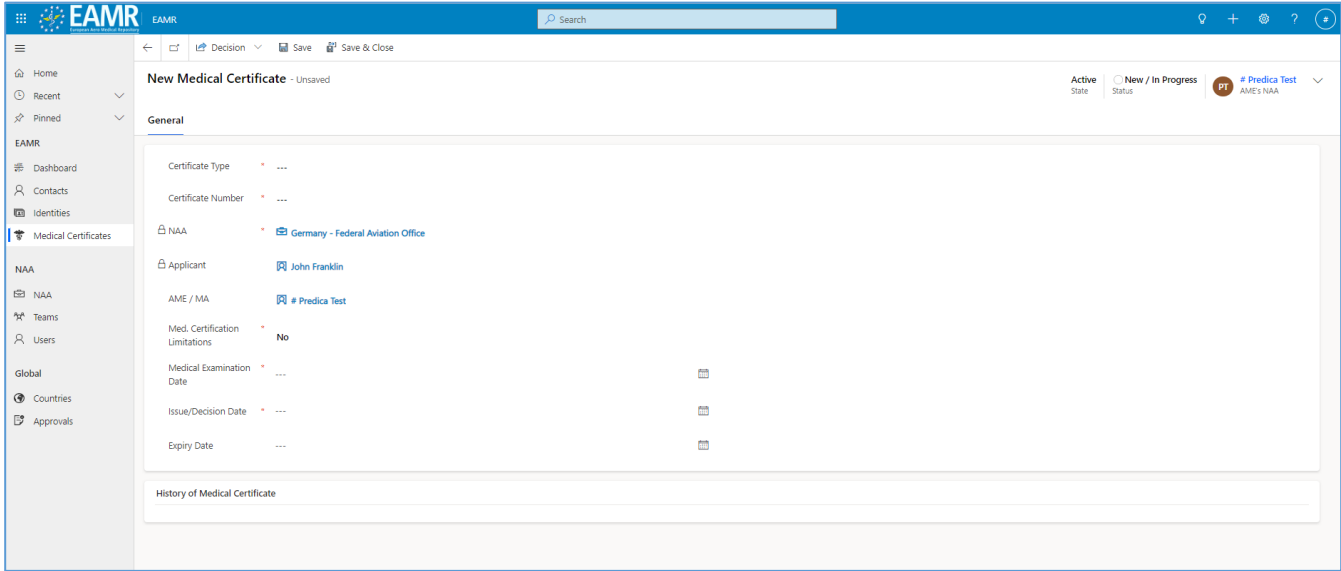 EAMR
European Aero Medical Repository
EAMR
Search
#
Decision
Save
Save & Close
Home
Recent
Pinned
EAMR
Dashboard
Contacts
Identities
Medical Certificates
NAA
NAA
Teams
Users
Global
Countries
Approvals
New Medical Certificate - Unsaved
Active
State
New / In Progress
Status
PT
# Predica Test
AME's NAA
General
Certificate Type * ---
Certificate Number * ---
NAA * Germany - Federal Aviation Office
Applicant John Franklin
AME / MA # Predica Test
Med. Certification * No
Limitations
Medical Examination * ---
Date
Issue/Decision Date * ---
Expiry Date ---
History of Medical Certificate